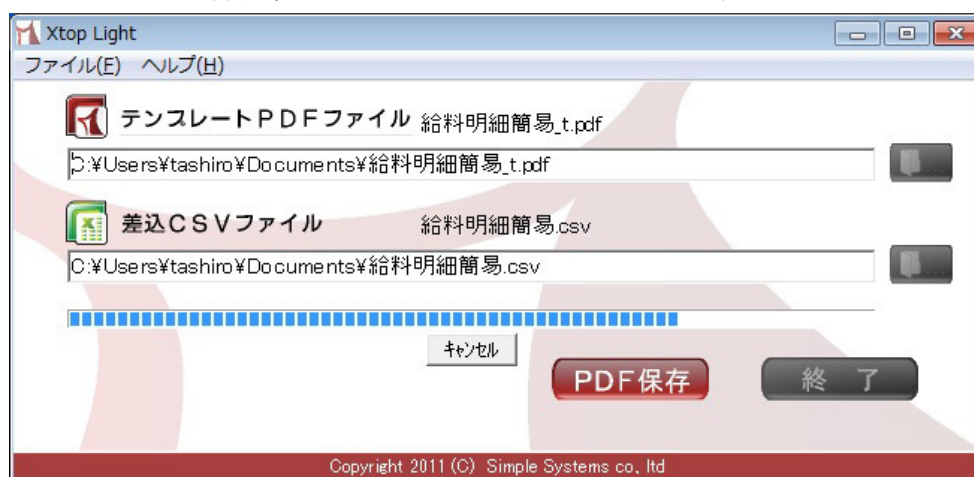 Xtop Light
ファイル(F) ヘルプ(H)
テンプレートPDFファイル 給料明細簡易_t.pdf
C:¥Users¥tashiro¥Documents¥給料明細簡易_t.pdf
差込CSVファイル 給料明細簡易.csv
C:¥Users¥tashiro¥Documents¥給料明細簡易.csv
キャンセル
PDF保存 終 了
Copyright 2011 (C) Simple Systems co, ltd